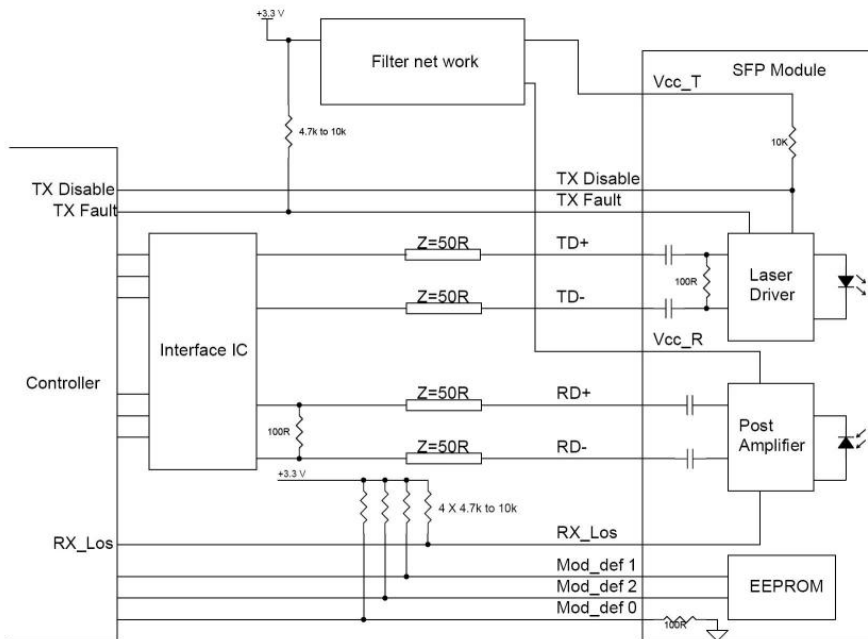 +3.3 V
Filter net work
SFP Module
Vcc_T
4.7k to 10k
10K
TX Disable
TX Disable
TX Fault
TX Fault
Z=50R
TD+
Laser
Driver
100R
Z=50R
TD-
Interface IC
Vcc_R
Controller
Z=50R
RD+
Post
Amplifier
100R
Z=50R
RD-
+3.3 V
4 X 4.7k to 10k
RX_Los
RX_Los
Mod_def 1
Mod_def 2
Mod_def 0
EEPROM
100R